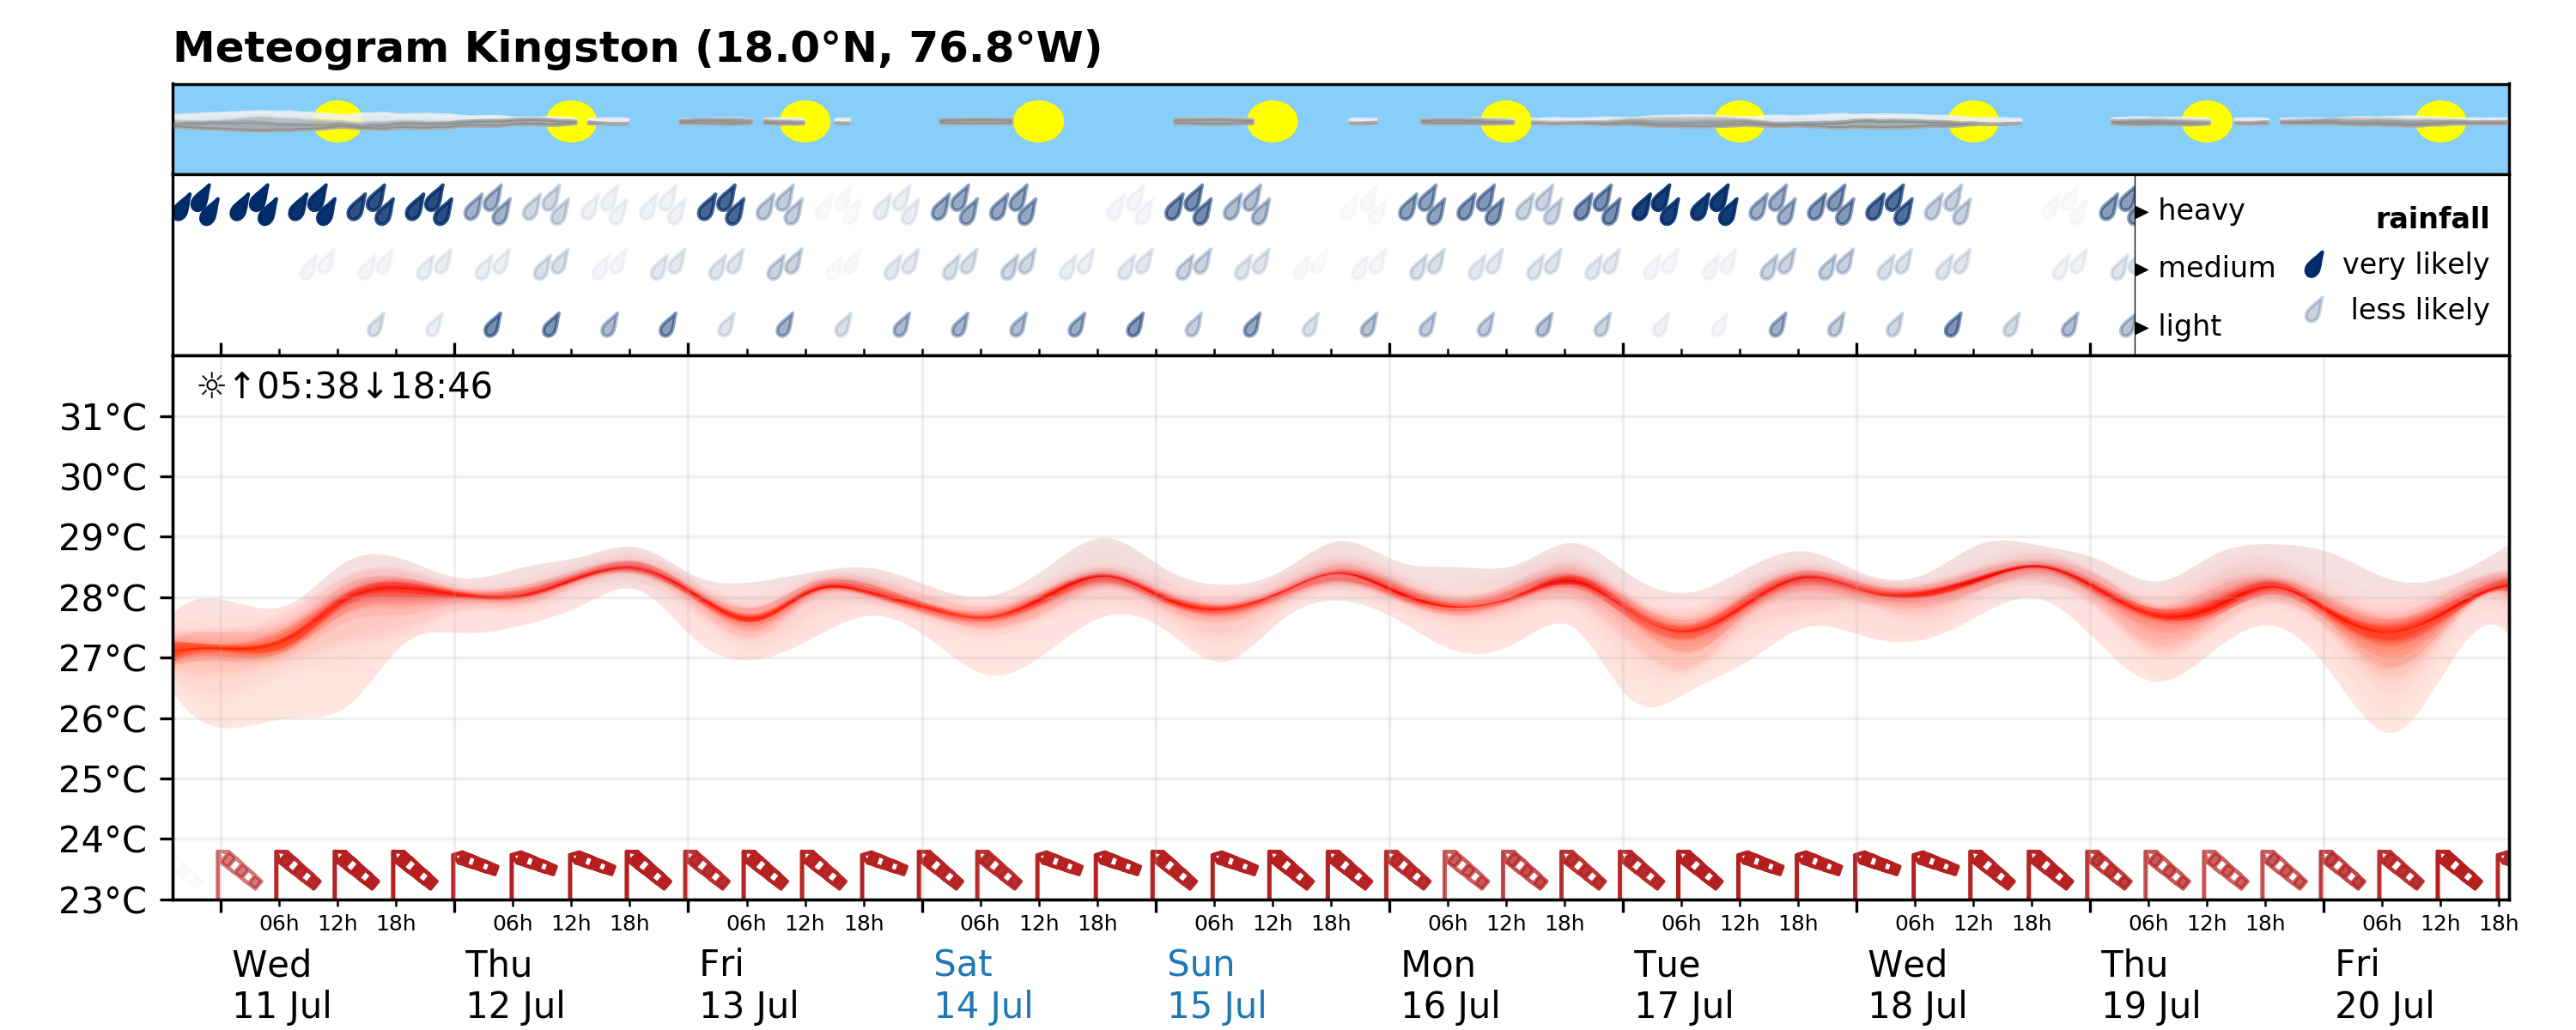 Meteogram Kingston (18.0°N, 76.8°W)
▸ heavy
rainfall
▸ medium
very likely
▸ light
less likely
☼↑05:38↓18:46
31°C
30°C
29°C
28°C
27°C
26°C
25°C
24°C
23°C
06h 12h 18h 06h 12h 18h 06h 12h 18h 06h 12h 18h 06h 12h 18h 06h 12h 18h 06h 12h 18h 06h 12h 18h 06h 12h 18h 06h 12h 18h
Wed Thu Fri Sat Sun Mon Tue Wed Thu Fri
11 Jul 12 Jul 13 Jul 14 Jul 15 Jul 16 Jul 17 Jul 18 Jul 19 Jul 20 Jul